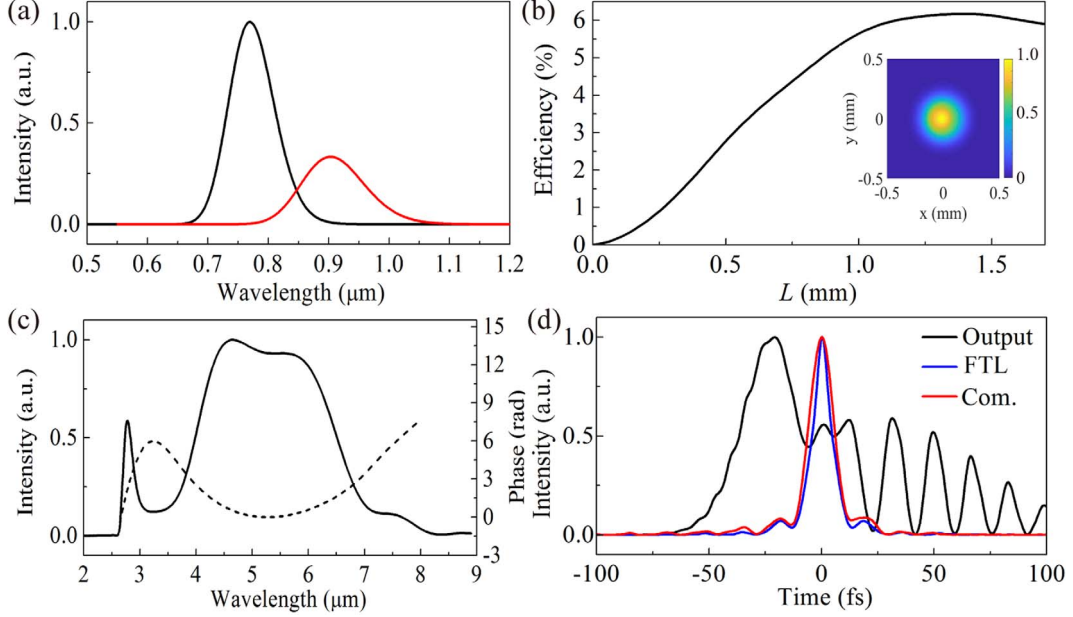 (a)
1.0
0.5
0.0
Intensity (a.u.)
0.5 0.6 0.7 0.8 0.9 1.0 1.1 1.2
Wavelength (μm)
(b)
6
5
4
3
2
1
0
Efficiency (%)
0.0 0.5 1.0 1.5
L (mm)
0.5
0
-0.5
y (mm)
-0.5 0 0.5
x (mm)
1.0
0.5
0
(c)
1.0
0.5
0.0
Intensity (a.u.)
2 3 4 5 6 7 8 9
Wavelength (μm)
15
12
9
6
3
0
-3
Phase (rad)
(d)
1.0
0.5
0.0
Intensity (a.u.)
-100 -50 0 50 100
Time (fs)
Output
FTL
Com.